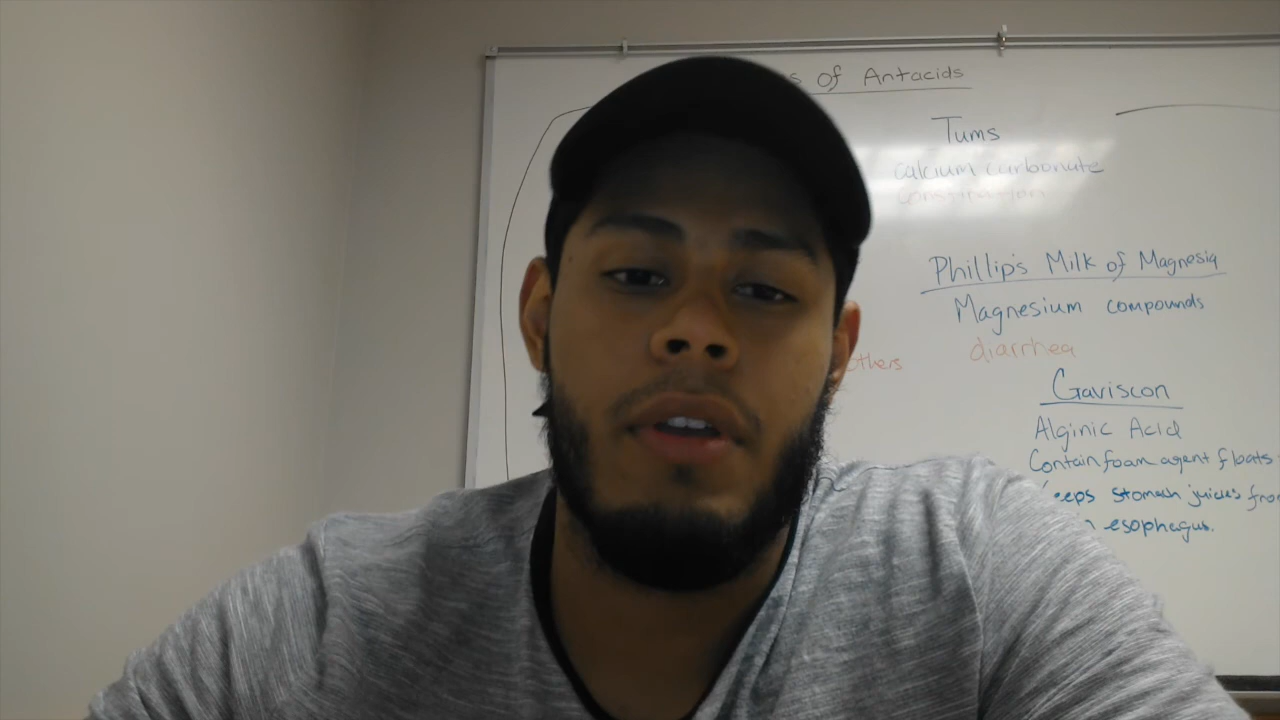 of Antacids
Tums
calcium carbonate
Phillip's Milk of Magnesia
Magnesium compounds
others
diarrhea
Gaviscon
Alginic Acid
Contain foam agent floats
stomach juices from
esophagus.